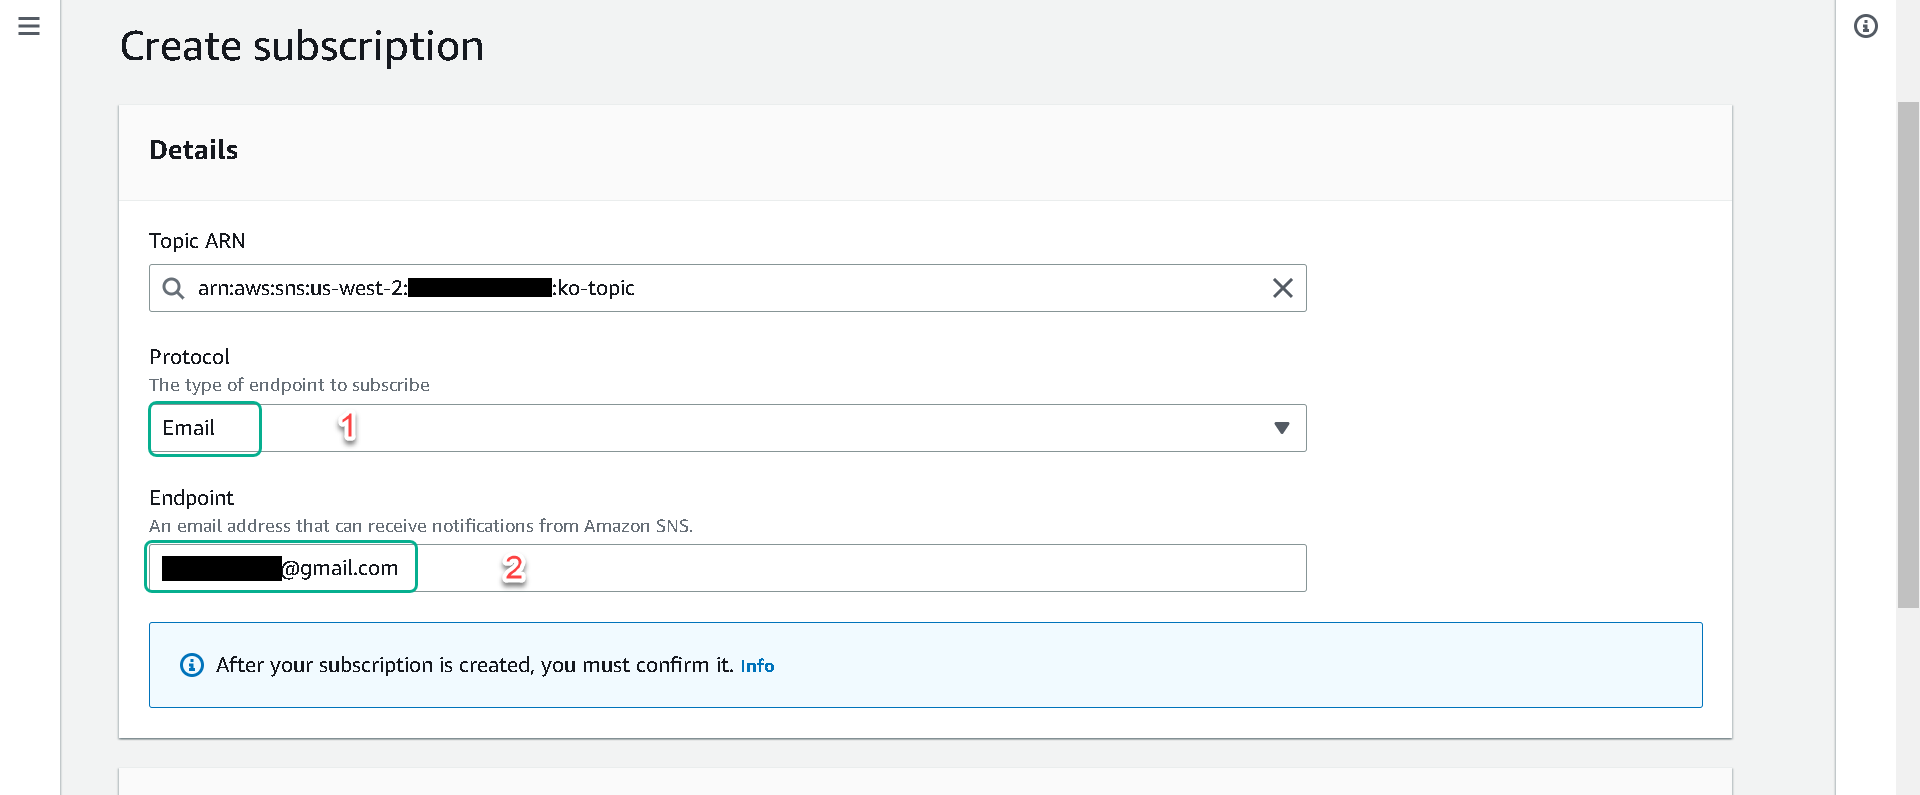 Create subscription
Details
Topic ARN
arn:aws:sns:us-west-2: :ko-topic
Protocol
The type of endpoint to subscribe
Email 1
Endpoint
An email address that can receive notifications from Amazon SNS.
@gmail.com 2
After your subscription is created, you must confirm it. Info